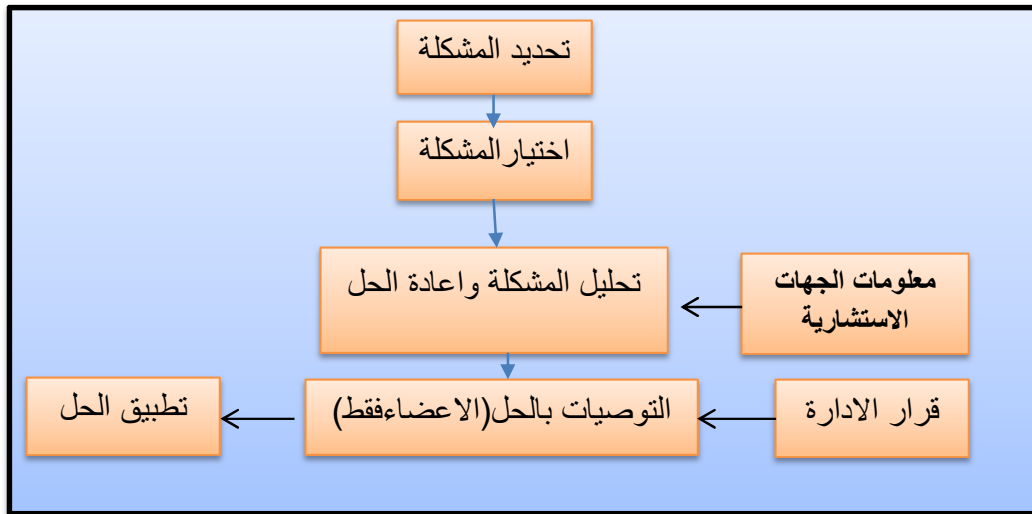 تحديد المشكلة
اختيارالمشكلة
تحليل المشكلة واعادة الحل
معلومات الجهات
الاستشارية
قرار الادارة
التوصيات بالحل(الاعضاءفقط)
تطبيق الحل